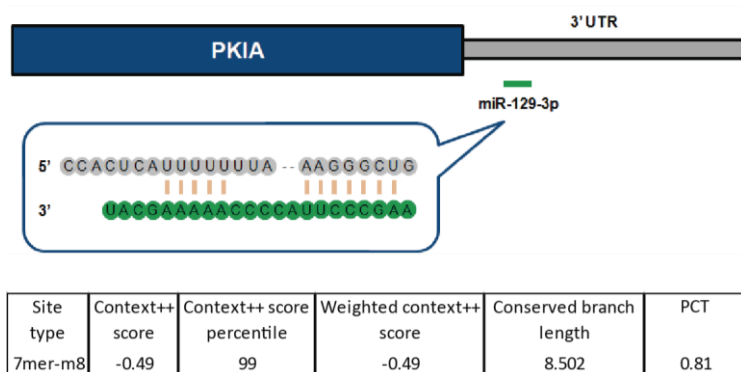 3' UTR
PKIA
miR-129-3p
5' CCACUCAUUUUUUUA -- AAGGGCUG
3' UACGAAAAACCCCAUUCCCGAA
Site type Context++ score Context++ score percentile Weighted context++ score Conserved branch length PCT
7mer-m8 -0.49 99 -0.49 8.502 0.81